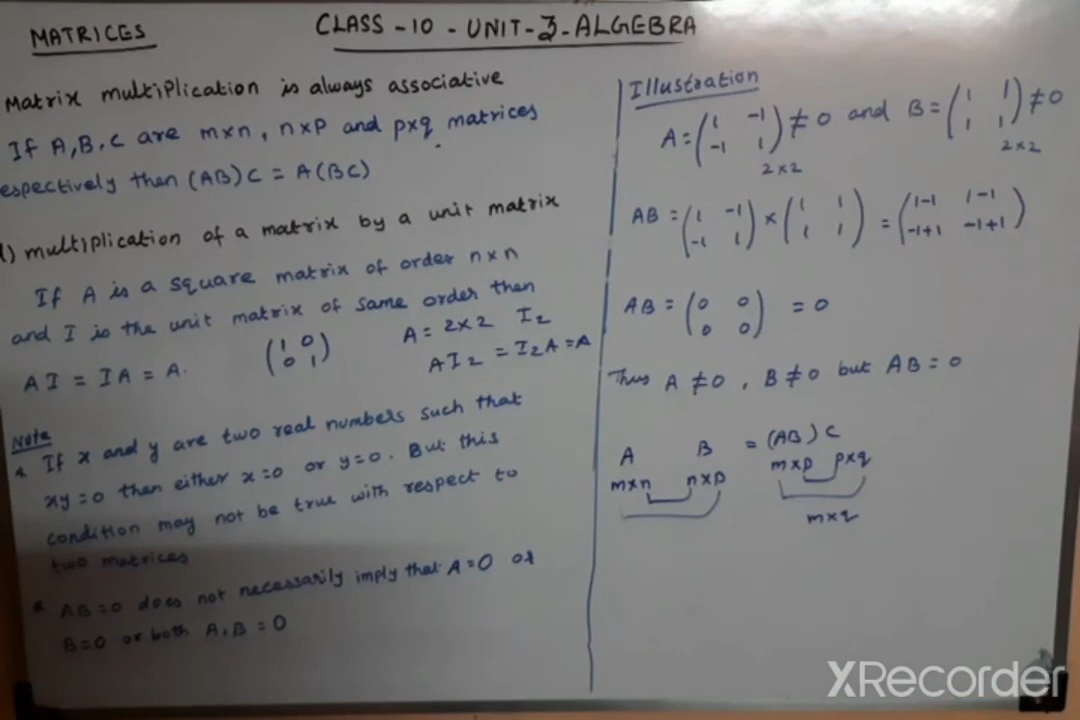 MATRICES
CLASS - 10 - UNIT - 3 - ALGEBRA
Matrix multiplication is always associative
If A,B,C are m×n, n×p and p×q matrices
espectively then (AB)C = A(BC)
) multiplication of a matrix by a unit matrix
If A is a square matrix of order n×n
and I is the unit matrix of same order then
AI = IA = A.
(1 0
0 1)
A = 2×2 I₂
AI₂ = I₂A = A
Note
* If x and y are two real numbers such that
xy = 0 then either x = 0 or y = 0. But this
condition may not be true with respect to
two matrices
* AB = 0 does not necessarily imply that A = 0 or
B = 0 or both A, B = 0
Illustration
A = (1 -1
-1 1) ≠ 0 and B = (1 1
1 1) ≠ 0
2×2 2×2
AB = (1 -1
-1 1) × (1 1
1 1) = (1-1 1-1
-1+1 -1+1)
AB = (0 0
0 0) = 0
Thus A ≠ 0, B ≠ 0 but AB = 0
A B = (AB) C
m×n n×p m×p p×q
m×q
XRecorder